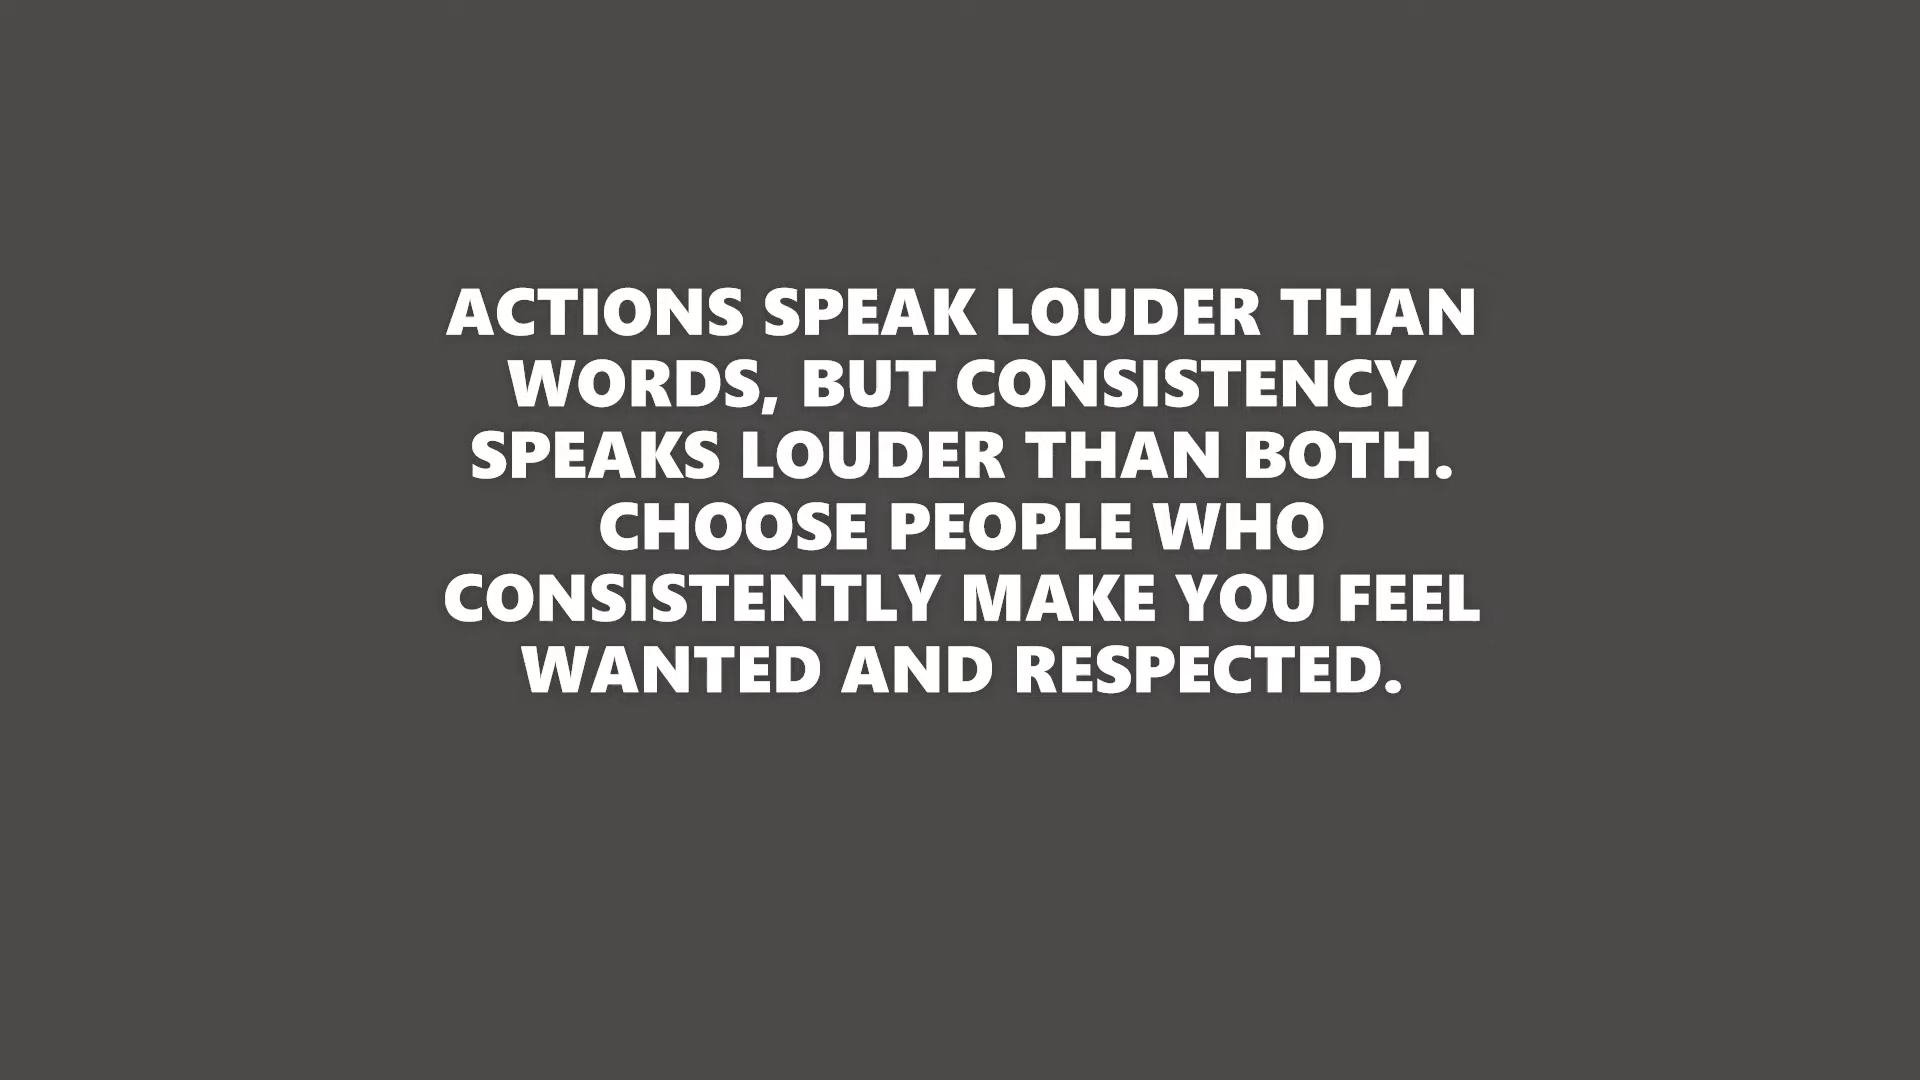 ACTIONS SPEAK LOUDER THAN
WORDS, BUT CONSISTENCY
SPEAKS LOUDER THAN BOTH.
CHOOSE PEOPLE WHO
CONSISTENTLY MAKE YOU FEEL
WANTED AND RESPECTED.